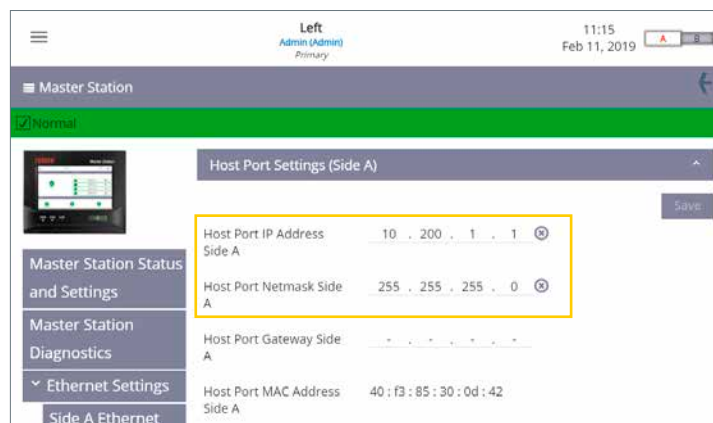 Left
Admin (Admin)
Primary
11:15
Feb 11, 2019
A
B
Master Station
Normal
Host Port Settings (Side A)
Save
Host Port IP Address
Side A
10 . 200 . 1 . 1
Host Port Netmask Side
A
255 . 255 . 255 . 0
Host Port Gateway Side
A
- . - . - . -
Host Port MAC Address
Side A
40 : f3 : 85 : 30 : 0d : 42
Master Station Status
and Settings
Master Station
Diagnostics
Ethernet Settings
Side A Ethernet